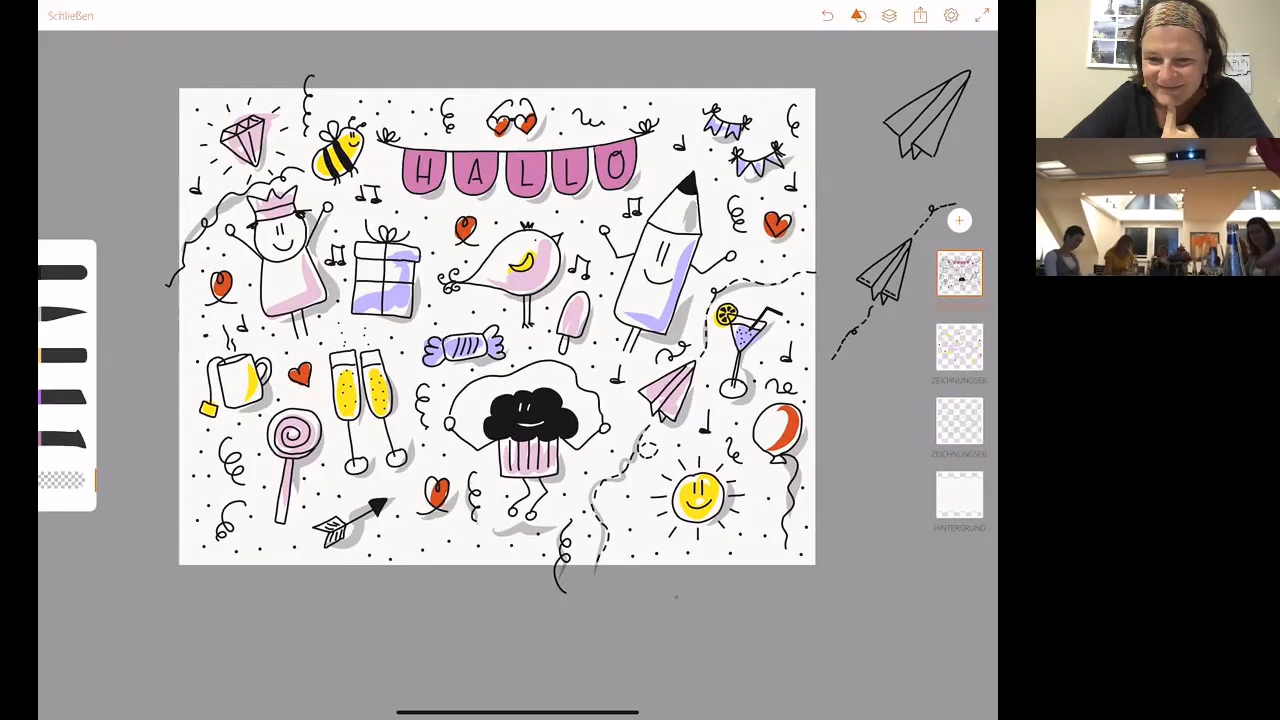 Schließen
HALLO
ZEICHNUNGSEB
ZEICHNUNGSEB
HINTERGRUND